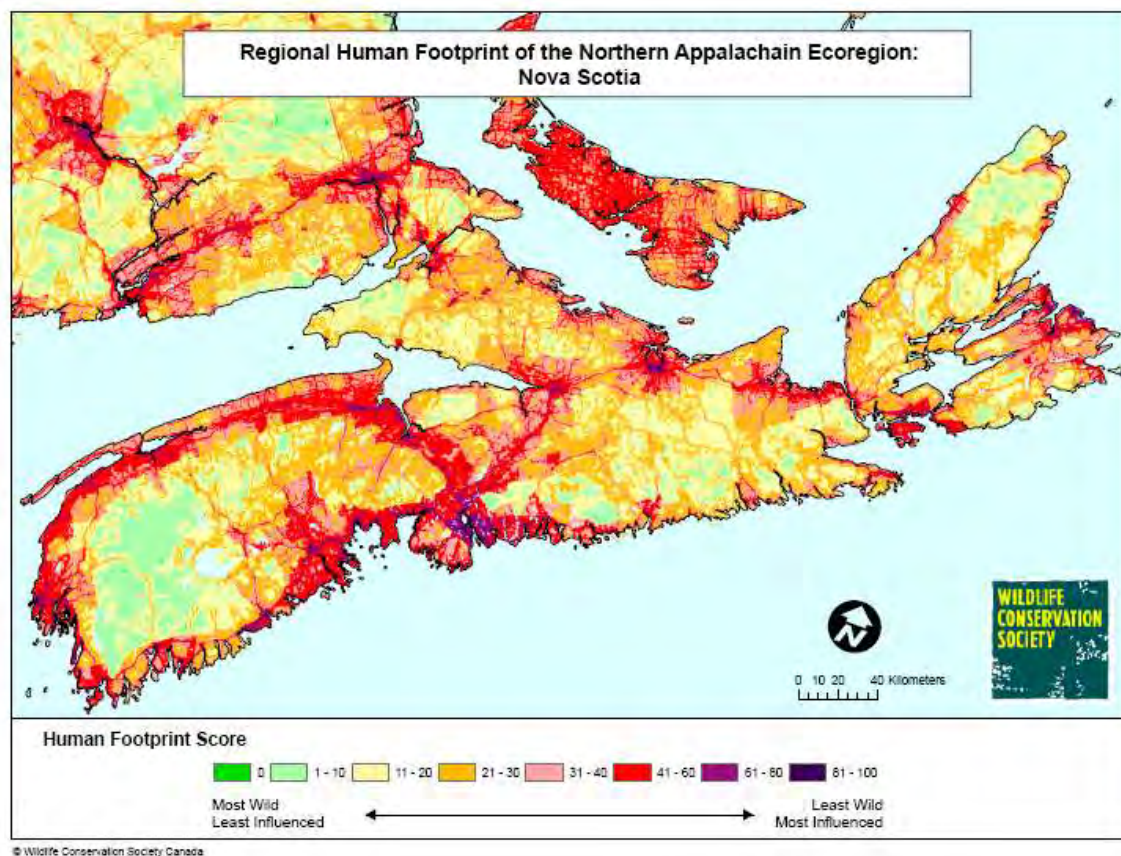 Regional Human Footprint of the Northern Appalachain Ecoregion:
Nova Scotia
N
0 10 20 40 Kilometers
WILDLIFE
CONSERVATION
SOCIETY
Human Footprint Score
0 1 - 10 11 - 20 21 - 30 31 - 40 41 - 60 61 - 80 81 - 100
Most Wild Least Wild
Least Influenced Most Influenced
© Wildlife Conservation Society Canada